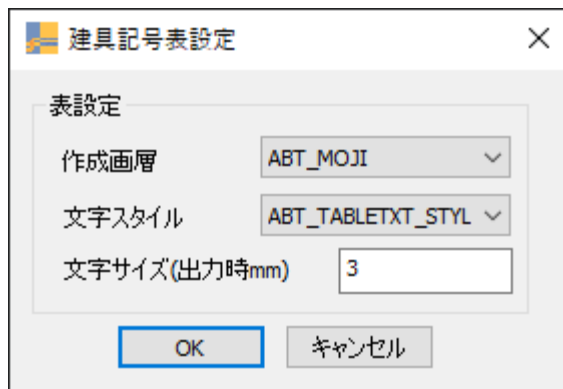 建具記号表設定
表設定
作成画層 ABT_MOJI
文字スタイル ABT_TABLETXT_STYL
文字サイズ(出力時mm) 3
OK キャンセル